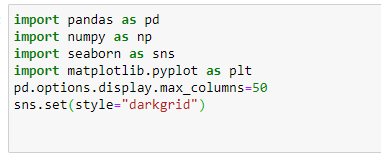 import pandas as pd
import numpy as np
import seaborn as sns
import matplotlib.pyplot as plt
pd.options.display.max_columns=50
sns.set(style="darkgrid")